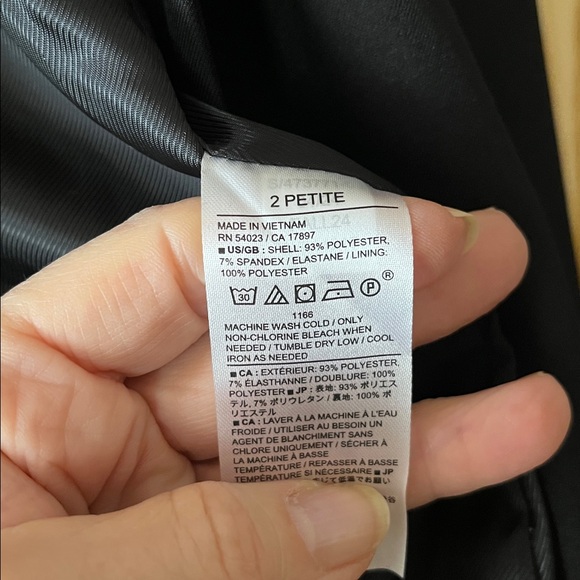 2 PETITE
MADE IN VIETNAM
RN 54023 / CA 17897
■ US/GB : SHELL: 93% POLYESTER,
7% SPANDEX / ELASTANE / LINING:
100% POLYESTER
30 P ®
1166
MACHINE WASH COLD / ONLY
NON-CHLORINE BLEACH WHEN
NEEDED / TUMBLE DRY LOW / COOL
IRON AS NEEDED
■ CA : EXTÉRIEUR: 93% POLYESTER,
7% ÉLASTHANNE / DOUBLURE: 100%
POLYESTER ■ JP : 表地: 93% ポリエス
テル, 7% ポリウレタン / 裏地: 100% ポ
リエステル
■ CA : LAVER À LA MACHINE À L'EAU
FROIDE / UTILISER AU BESOIN UN
AGENT DE BLANCHIMENT SANS
CHLORE UNIQUEMENT / SÉCHER À
LA MACHINE À BASSE
TEMPÉRATURE / REPASSER À BASSE
TEMPÉRATURE SI NÉCESSAIRE ■ JP